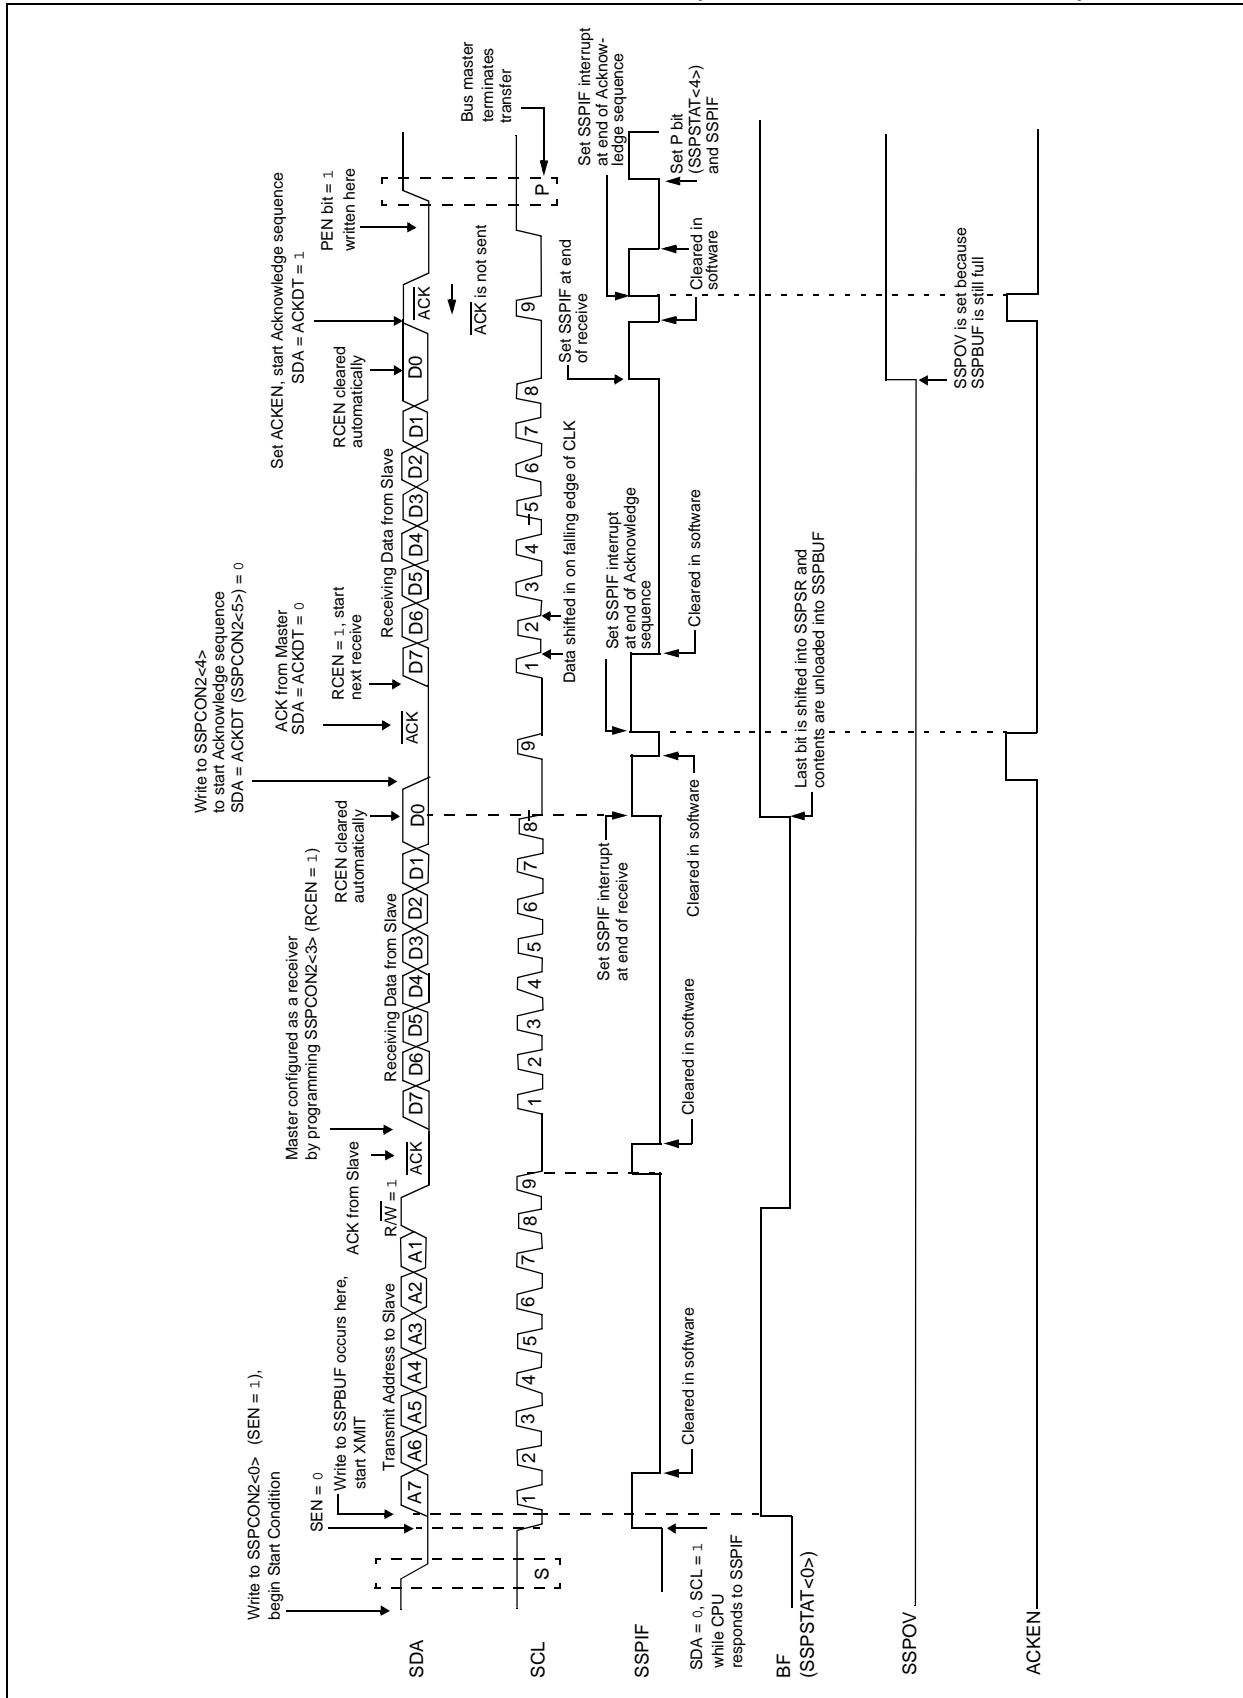 Write to SSPCON2<0> (SEN = 1),
begin Start Condition
SEN = 0
Write to SSPBUF occurs here,
start XMIT
Transmit Address to Slave
R/W = 1
ACK from Slave
Master configured as a receiver
by programming SSPCON2<3> (RCEN = 1)
Receiving Data from Slave
RCEN cleared
automatically
Write to SSPCON2<4>
to start Acknowledge sequence
SDA = ACKDT (SSPCON2<5>) = 0
ACK from Master
SDA = ACKDT = 0
RCEN = 1, start
next receive
Receiving Data from Slave
RCEN cleared
automatically
Set ACKEN, start Acknowledge sequence
SDA = ACKDT = 1
PEN bit = 1
written here
SDA
A7 A6 A5 A4 A3 A2 A1
ACK
D7 D6 D5 D4 D3 D2 D1 D0
ACK
D7 D6 D5 D4 D3 D2 D1 D0
ACK
ACK is not sent
Bus master
terminates
transfer
SCL
S
1 2 3 4 5 6 7 8 9
1 2 3 4 5 6 7 8 9
1 2 3 4 5 6 7 8 9
P
Data shifted in on falling edge of CLK
Set SSPIF interrupt
at end of receive
Set SSPIF interrupt
at end of Acknowledge
sequence
Set SSPIF at end
of receive
Set SSPIF interrupt
at end of Acknow-
ledge sequence
SSPIF
SDA = 0, SCL = 1
while CPU
responds to SSPIF
Cleared in software
Cleared in software
Cleared in software
Cleared in software
Cleared in
software
Set P bit
(SSPSTAT<4>)
and SSPIF
BF
(SSPSTAT<0>)
Last bit is shifted into SSPSR and
contents are unloaded into SSPBUF
SSPOV
SSPOV is set because
SSPBUF is still full
ACKEN